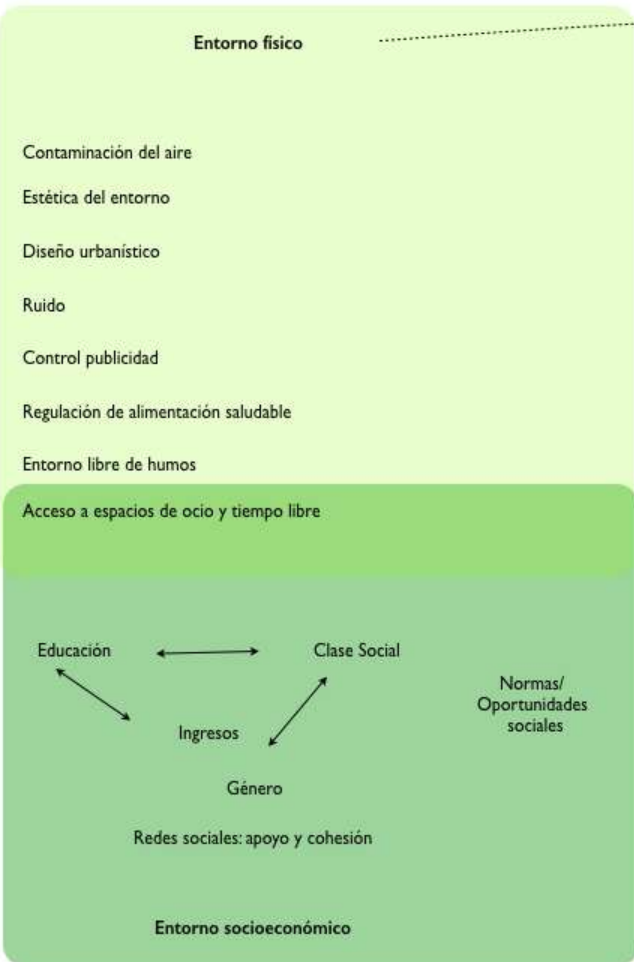 Entorno físico
Contaminación del aire
Estética del entorno
Diseño urbanístico
Ruido
Control publicidad
Regulación de alimentación saludable
Entorno libre de humos
Acceso a espacios de ocio y tiempo libre
Educación
Clase Social
Normas/
Oportunidades
sociales
Ingresos
Género
Redes sociales: apoyo y cohesión
Entorno socioeconómico